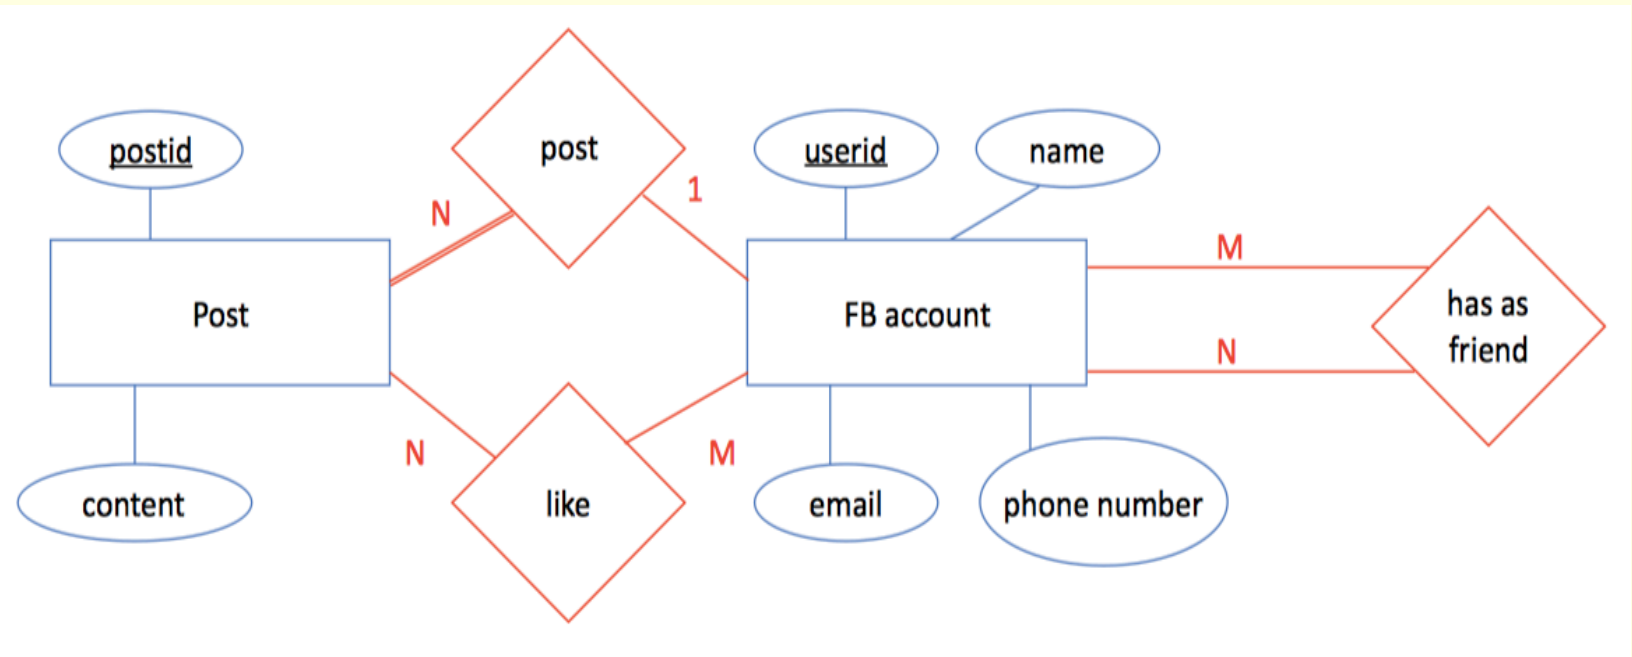 post
postid
userid
name
1
N
M
has as
friend
Post
FB account
N
N
M
content
like
email
phone number